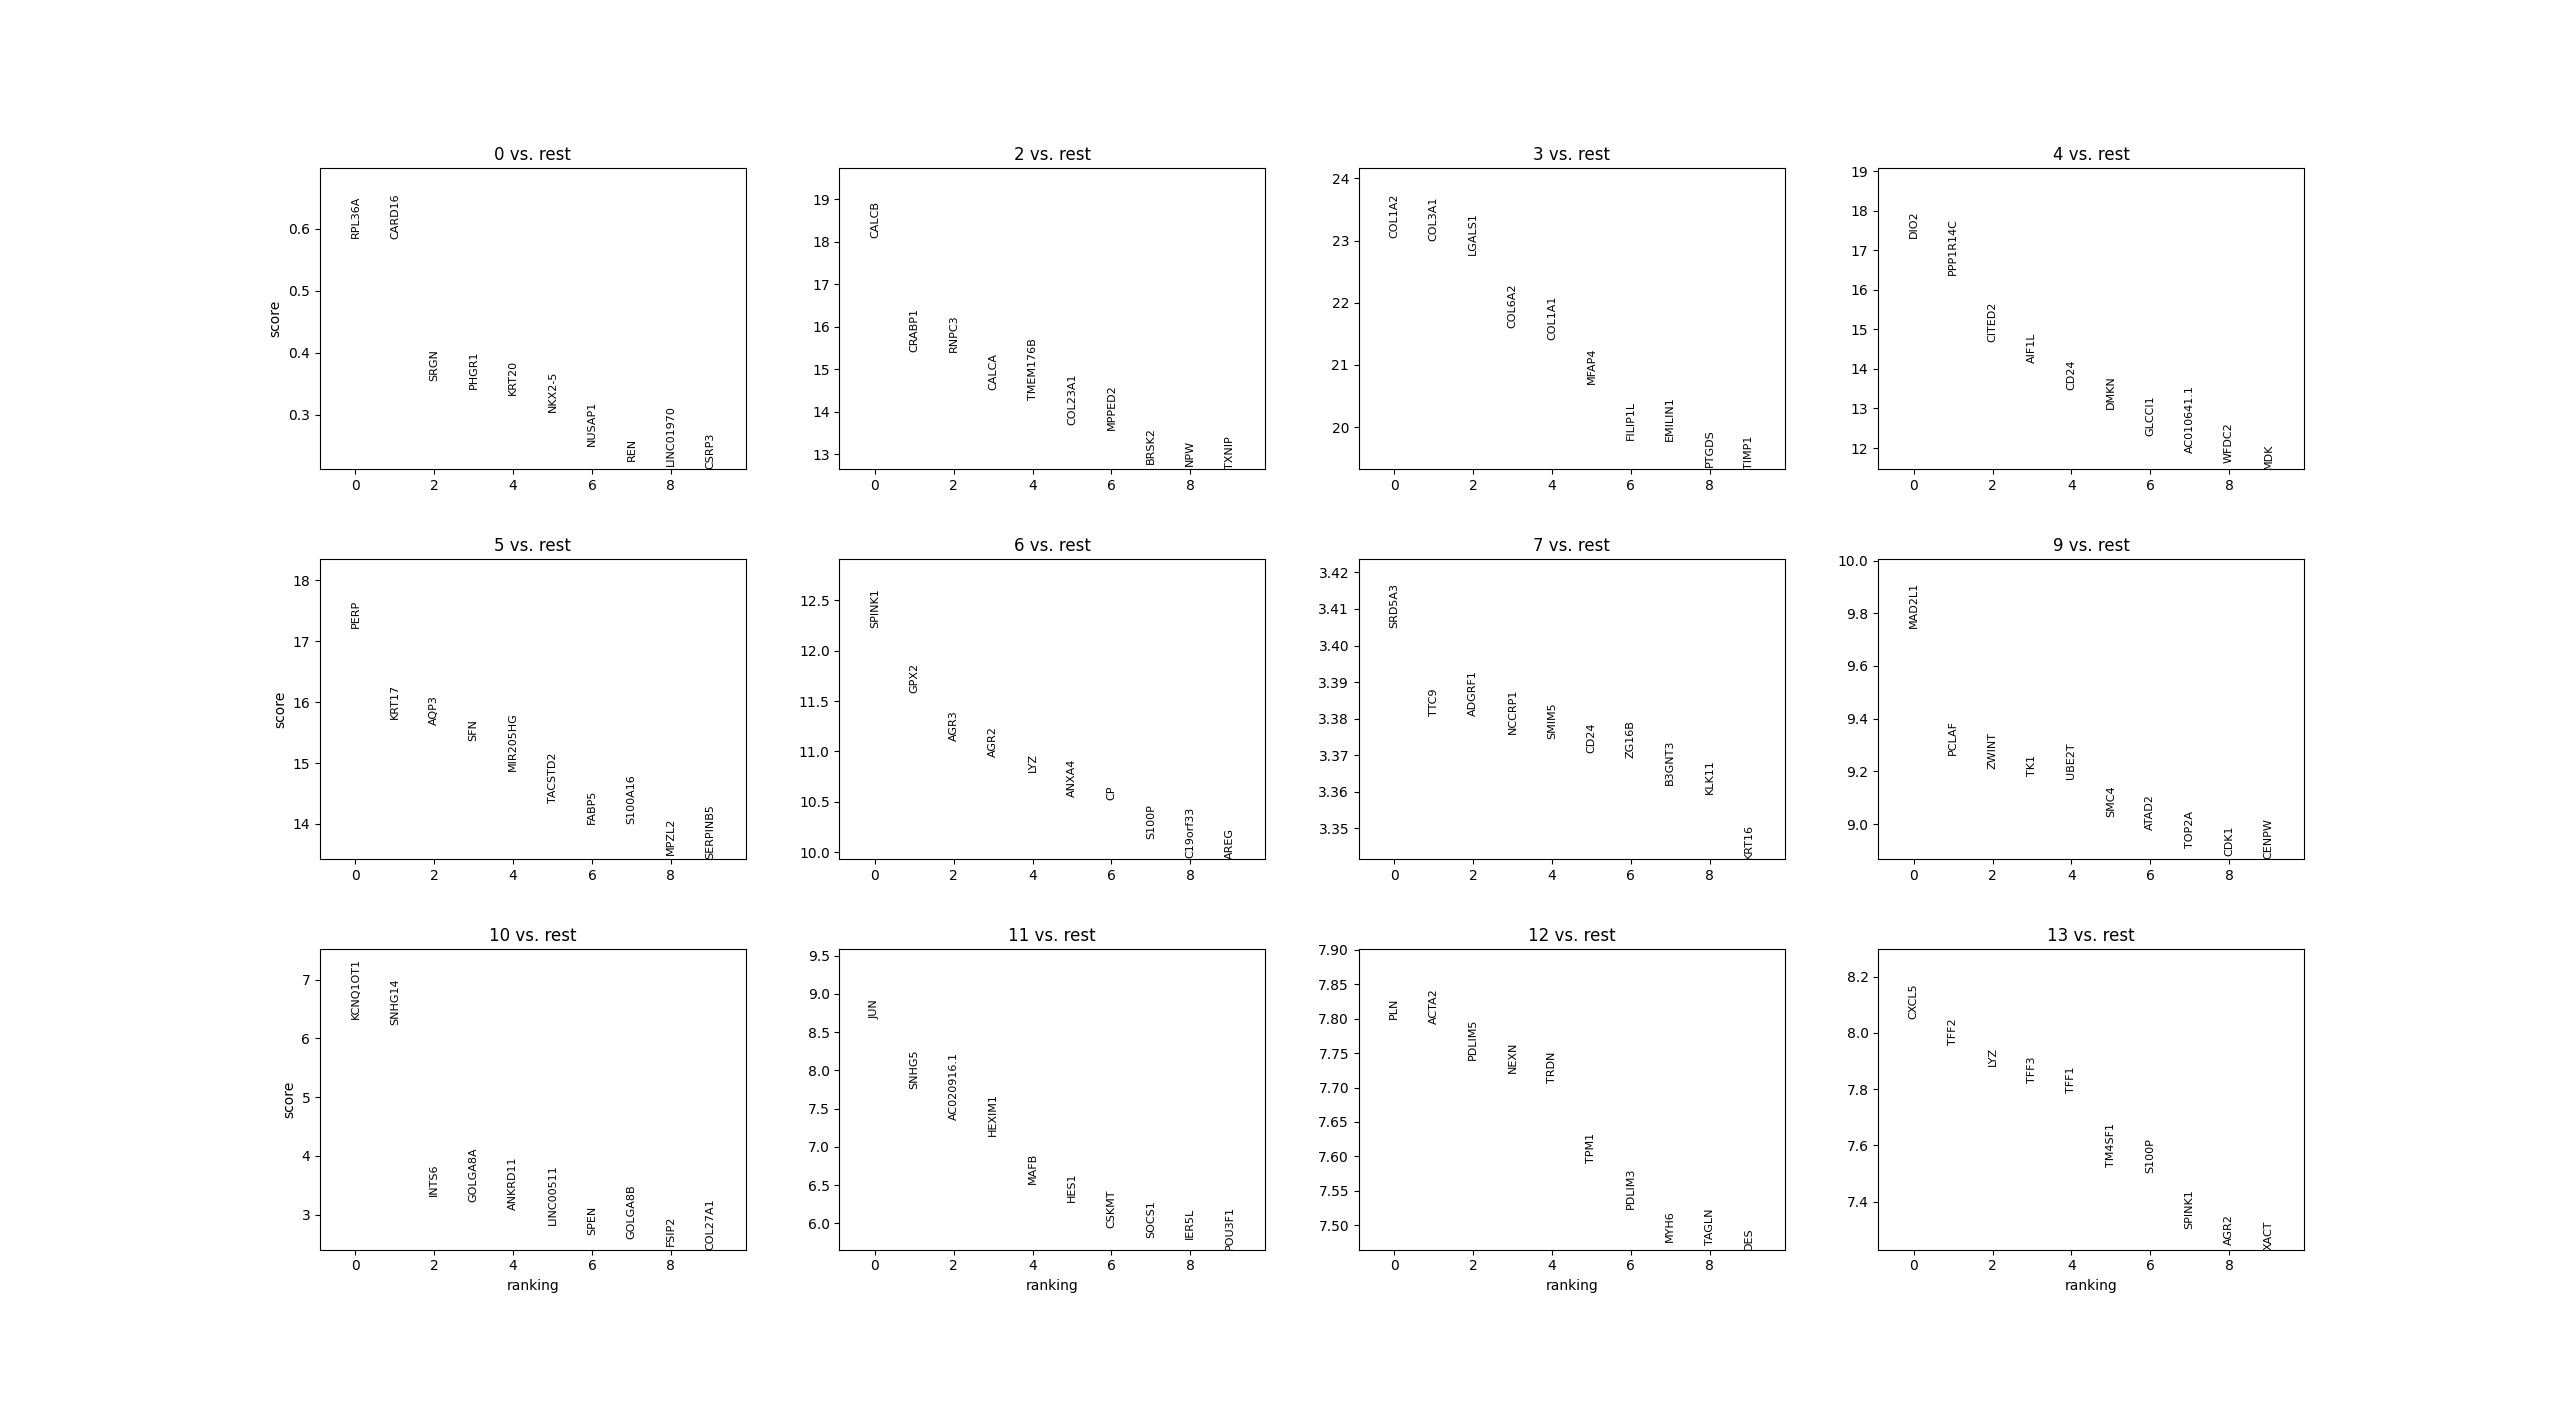 0 vs. rest
score
0.6
0.5
0.4
0.3
RPL36A
CARD16
SRGN
PHGR1
KRT20
NKX2-5
NUSAP1
REN
LINC01970
CSRP3
0 2 4 6 8
2 vs. rest
19
18
17
16
15
14
13
CALCB
CRABP1
RNPC3
CALCA
TMEM176B
COL23A1
MPPED2
BRSK2
NPW
TXNIP
0 2 4 6 8
3 vs. rest
24
23
22
21
20
COL1A2
COL3A1
LGALS1
COL6A2
COL1A1
MFAP4
FILIP1L
EMILIN1
PTGDS
TIMP1
0 2 4 6 8
4 vs. rest
19
18
17
16
15
14
13
12
DIO2
PPP1R14C
CITED2
AIF1L
CD24
DMKN
GLCCI1
AC010641.1
WFDC2
MDK
0 2 4 6 8
5 vs. rest
score
18
17
16
15
14
PERP
KRT17
AQP3
SFN
MIR205HG
TACSTD2
FABP5
S100A16
MPZL2
SERPINB5
0 2 4 6 8
6 vs. rest
12.5
12.0
11.5
11.0
10.5
10.0
SPINK1
GPX2
AGR3
AGR2
LYZ
ANXA4
CP
S100P
C19orf33
AREG
0 2 4 6 8
7 vs. rest
3.42
3.41
3.40
3.39
3.38
3.37
3.36
3.35
SRD5A3
TTC9
ADGRF1
NCCRP1
SMIM5
CD24
ZG16B
B3GNT3
KLK11
KRT16
0 2 4 6 8
9 vs. rest
10.0
9.8
9.6
9.4
9.2
9.0
MAD2L1
PCLAF
ZWINT
TK1
UBE2T
SMC4
ATAD2
TOP2A
CDK1
CENPW
0 2 4 6 8
10 vs. rest
score
7
6
5
4
3
KCNQ1OT1
SNHG14
INTS6
GOLGA8A
ANKRD11
LINC00511
SPEN
GOLGA8B
FSIP2
COL27A1
0 2 4 6 8
ranking
11 vs. rest
9.5
9.0
8.5
8.0
7.5
7.0
6.5
6.0
JUN
SNHG5
AC020916.1
HEXIM1
MAFB
HES1
CSKMT
SOCS1
IER5L
POU3F1
0 2 4 6 8
ranking
12 vs. rest
7.90
7.85
7.80
7.75
7.70
7.65
7.60
7.55
7.50
PLN
ACTA2
PDLIM5
NEXN
TRDN
TPM1
PDLIM3
MYH6
TAGLN
DES
0 2 4 6 8
ranking
13 vs. rest
8.2
8.0
7.8
7.6
7.4
CXCL5
TFF2
LYZ
TFF3
TFF1
TM4SF1
S100P
SPINK1
AGR2
XACT
0 2 4 6 8
ranking